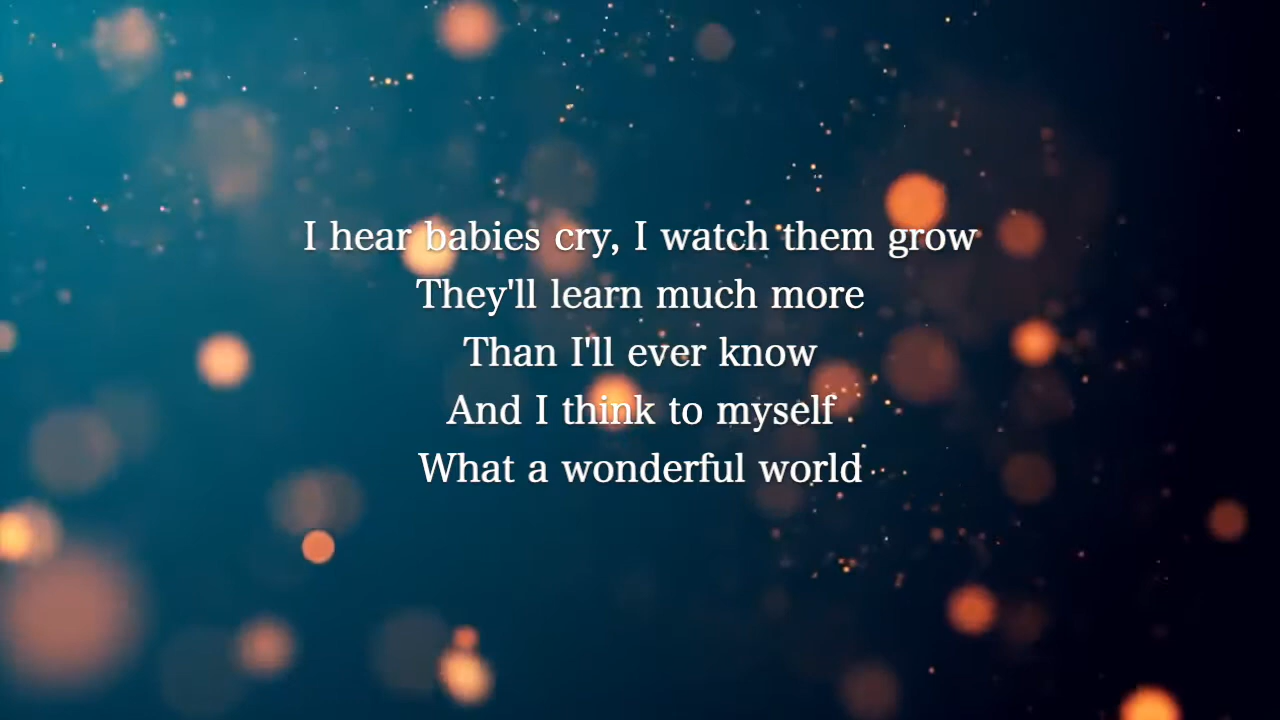 I hear babies cry, I watch them grow
They'll learn much more
Than I'll ever know
And I think to myself
What a wonderful world